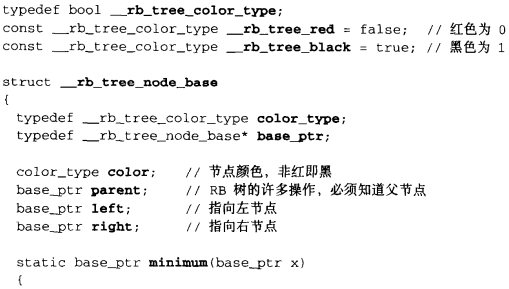 typedef bool __rb_tree_color_type;
const __rb_tree_color_type __rb_tree_red = false; // 红色为 0
const __rb_tree_color_type __rb_tree_black = true; // 黑色为 1
struct __rb_tree_node_base
{
typedef __rb_tree_color_type color_type;
typedef __rb_tree_node_base* base_ptr;
color_type color; // 节点颜色，非红即黑
base_ptr parent; // RB 树的许多操作，必须知道父节点
base_ptr left; // 指向左节点
base_ptr right; // 指向右节点
static base_ptr minimum(base_ptr x)
{